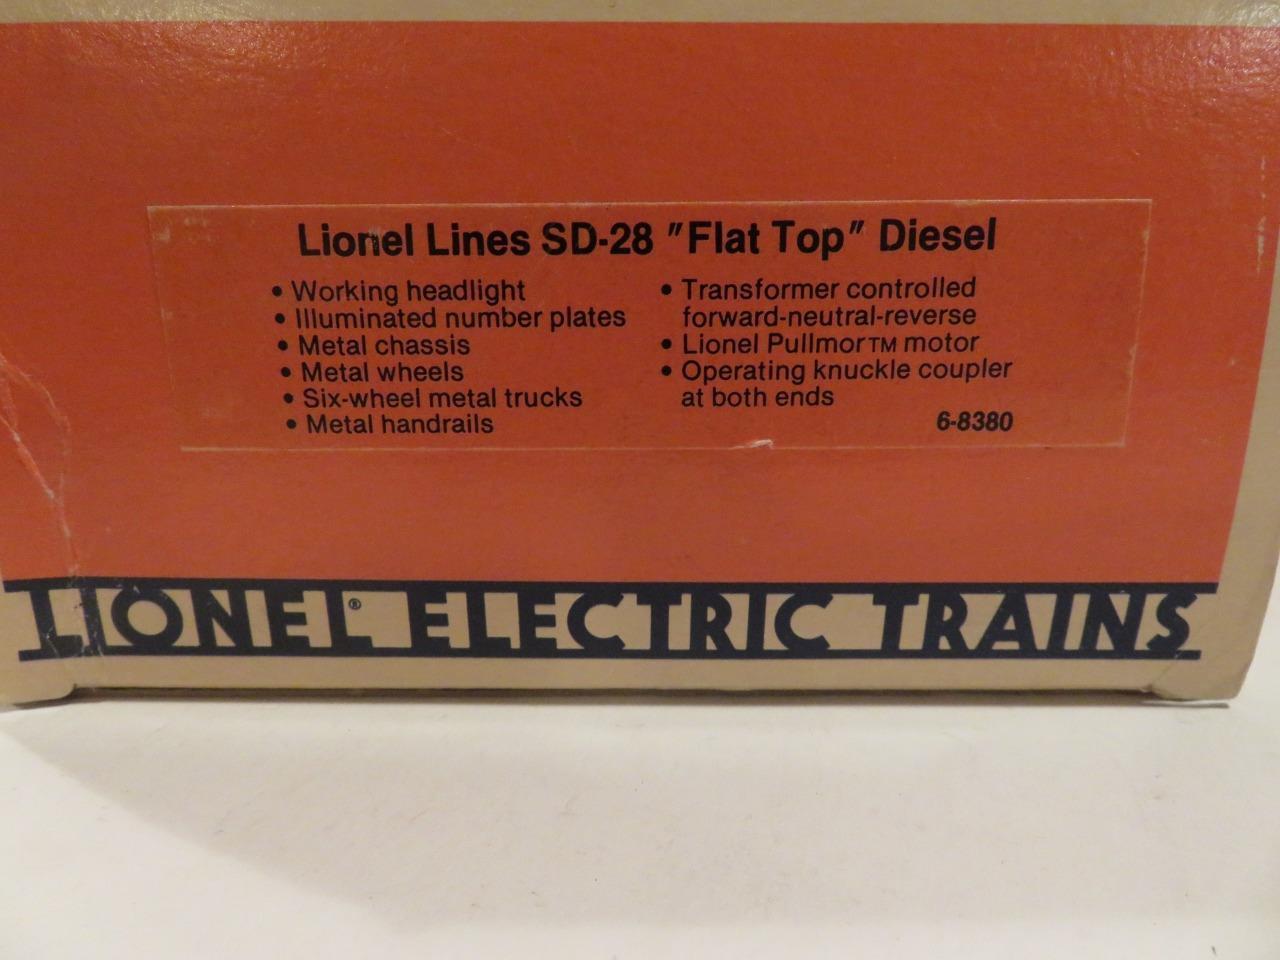 Lionel Lines SD-28 "Flat Top" Diesel
• Working headlight
• Illuminated number plates
• Metal chassis
• Metal wheels
• Six-wheel metal trucks
• Metal handrails
• Transformer controlled
forward-neutral-reverse
• Lionel Pullmor™ motor
• Operating knuckle coupler
at both ends
6-8380
LIONEL® ELECTRIC TRAINS